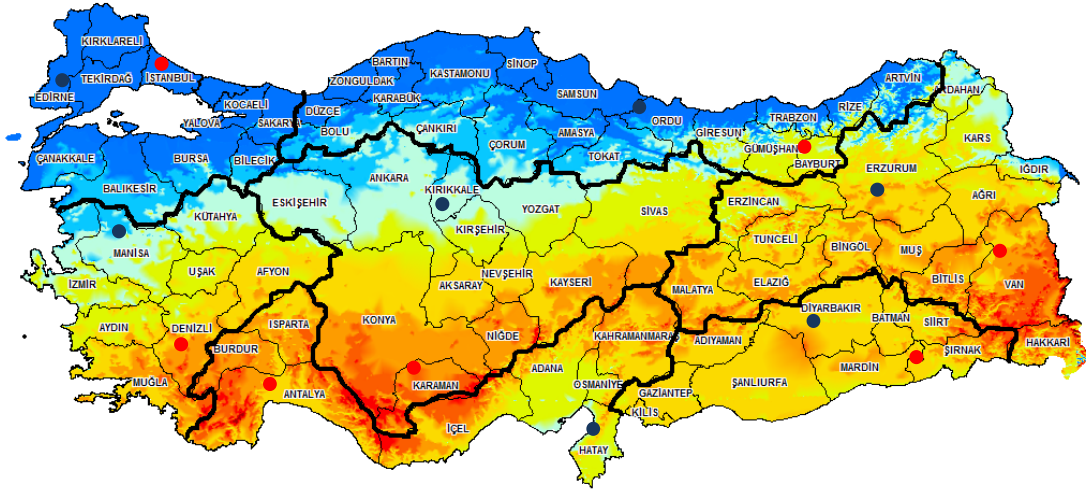 KIRKLARELİ
TEKİRDAĞ
İSTANBUL
EDİRNE
KOCAELİ
YALOVA
SAKARYA
DÜZCE
ZONGULDAK
BARTIN
KARABÜK
KASTAMONU
SİNOP
SAMSUN
BOLU
ÇANKIRI
ÇORUM
AMASYA
TOKAT
ORDU
GİRESUN
TRABZON
RİZE
ARTVİN
ARDAHAN
GÜMÜŞHAN
BAYBURT
KARS
IĞDIR
ÇANAKKALE
BALIKESİR
BURSA
BİLECİK
ESKİŞEHİR
ANKARA
KIRIKKALE
YOZGAT
KIRŞEHİR
SİVAS
ERZİNCAN
ERZURUM
AĞRI
KÜTAHYA
MANİSA
İZMİR
UŞAK
AFYON
NEVŞEHİR
AKSARAY
KAYSERİ
MALATYA
TUNCELİ
ELAZIĞ
BİNGÖL
MUŞ
BİTLİS
VAN
AYDIN
DENİZLİ
ISPARTA
BURDUR
KONYA
NİĞDE
KAHRAMANMARAŞ
ADIYAMAN
DİYARBAKIR
BATMAN
SİİRT
ŞIRNAK
HAKKARİ
MUĞLA
ANTALYA
KARAMAN
İÇEL
ADANA
OSMANİYE
GAZİANTEP
KİLİS
ŞANLIURFA
MARDİN
HATAY